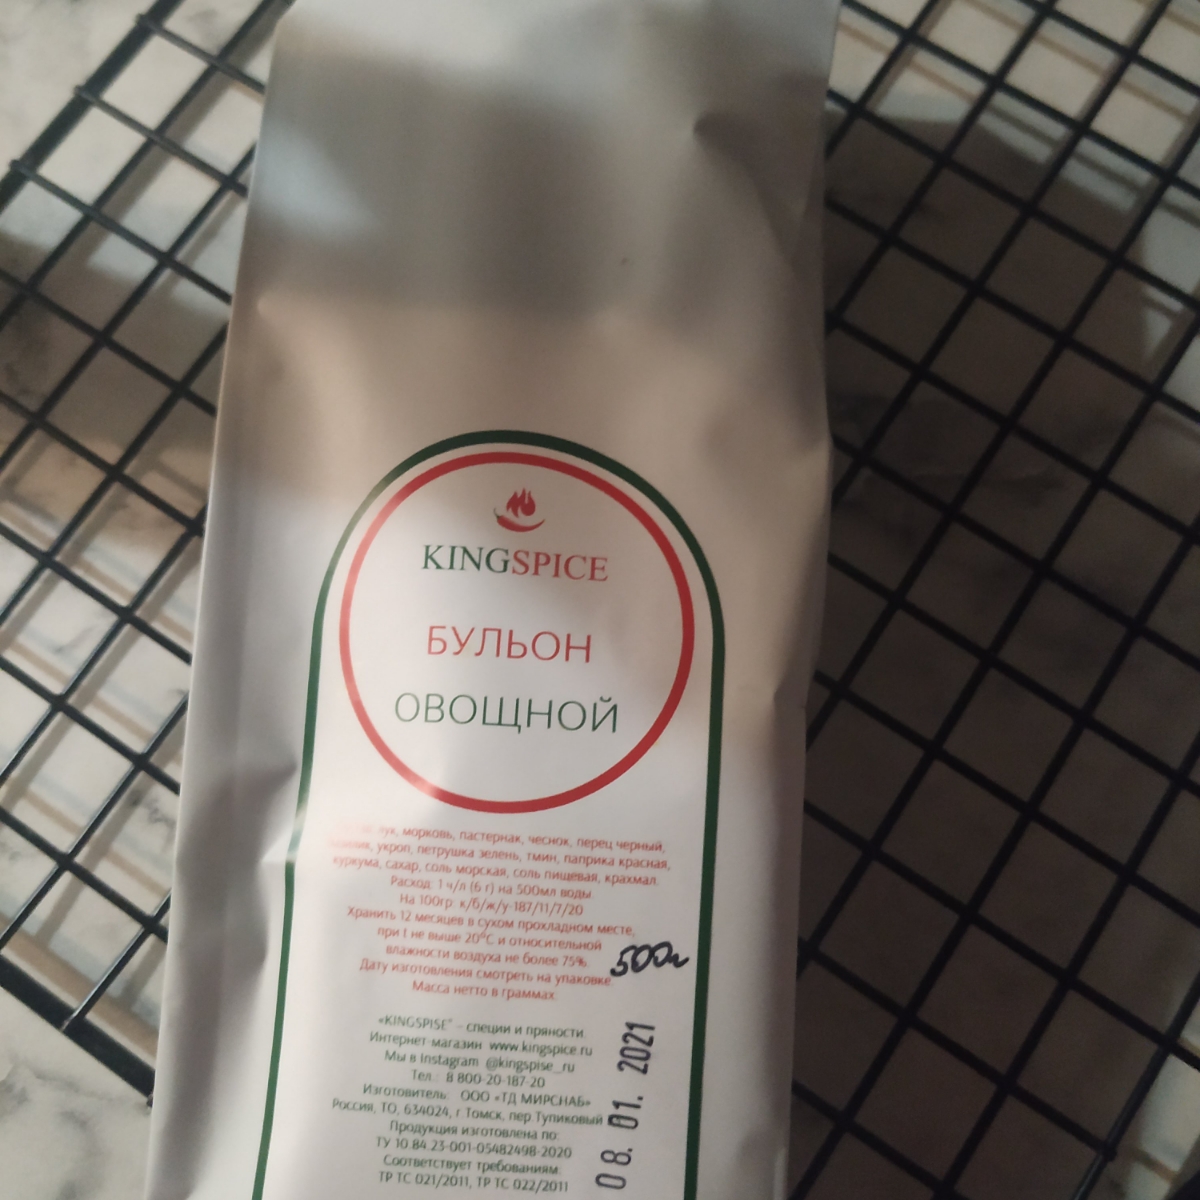 KINGSPICE
БУЛЬОН
ОВОЩНОЙ
лук, морковь, пастернак, чеснок, перец черный,
укроп, петрушка зелень, тмин, паприка красная,
куркума, сахар, соль морская, соль пищевая, крахмал.
Расход: 1 ч/л (6 г) на 500мл воды.
На 100гр: к/б/ж/у-187/11/7/20
Хранить 12 месяцев в сухом прохладном месте,
при t не выше 20°С и относительной
влажности воздуха не более 75%.
Дату изготовления смотреть на упаковке.
Масса нетто в граммах:
500г
«KINGSPISE» - специи и пряности.
Интернет-магазин www.kingspice.ru
Мы в Instagram @kingspise_ru
Тел.: 8 800-20-187-20
Изготовитель: ООО «ТД МИРСНАБ»
Россия, ТО, 634024, г. Томск, пер.Тупиковый
Продукция изготовлена по:
ТУ 10.84.23-001-05482498-2020
Соответствует требованиям:
ТР ТС 021/2011, ТР ТС 022/2011
08. 01. 2021